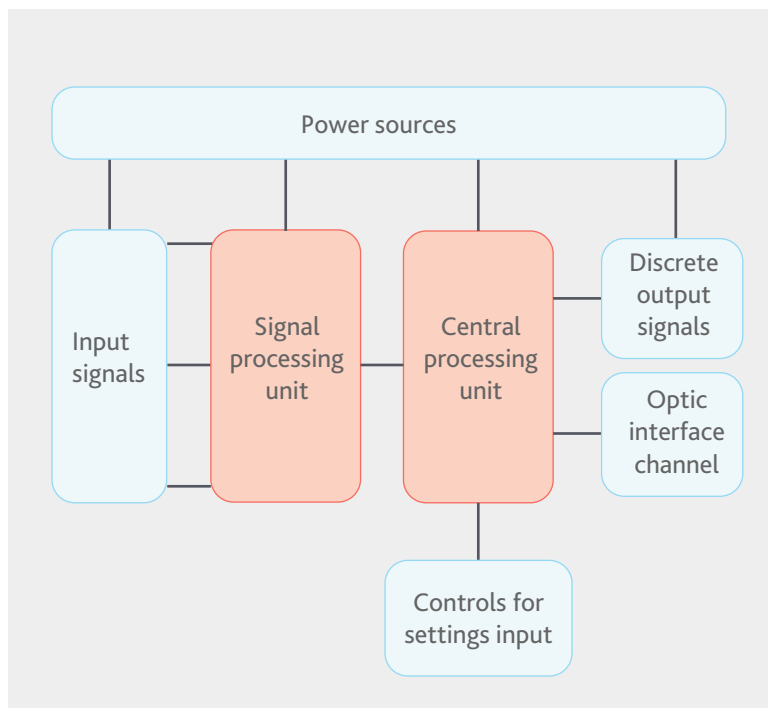 Power sources
Input
signals
Signal
processing
unit
Central
processing
unit
Discrete
output
signals
Optic
interface
channel
Controls for
settings input